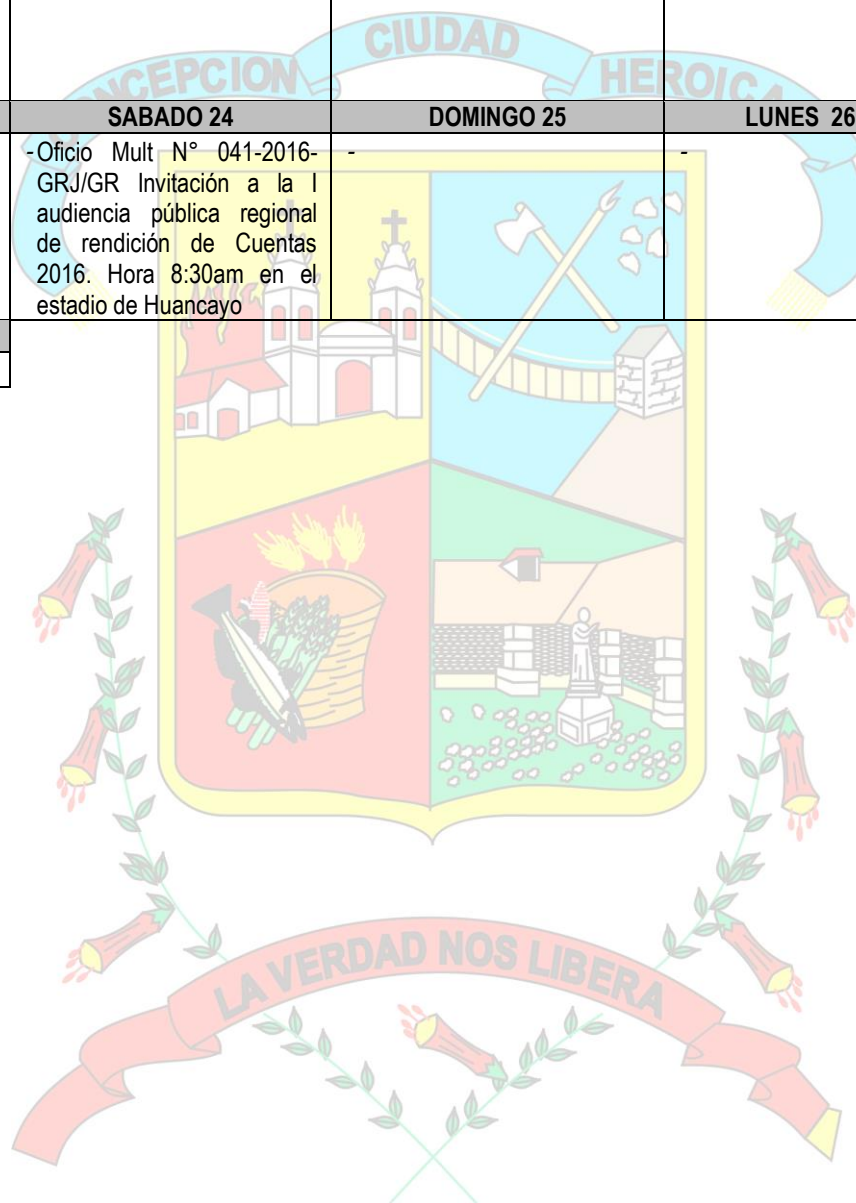 CONCEPCION CIUDAD HEROICA
SABADO 24
DOMINGO 25
LUNES 26
-Oficio Mult N° 041-2016-
GRJ/GR Invitación a la I
audiencia pública regional
de rendición de Cuentas
2016. Hora 8:30am en el
estadio de Huancayo
-
-
LA VERDAD NOS LIBERA